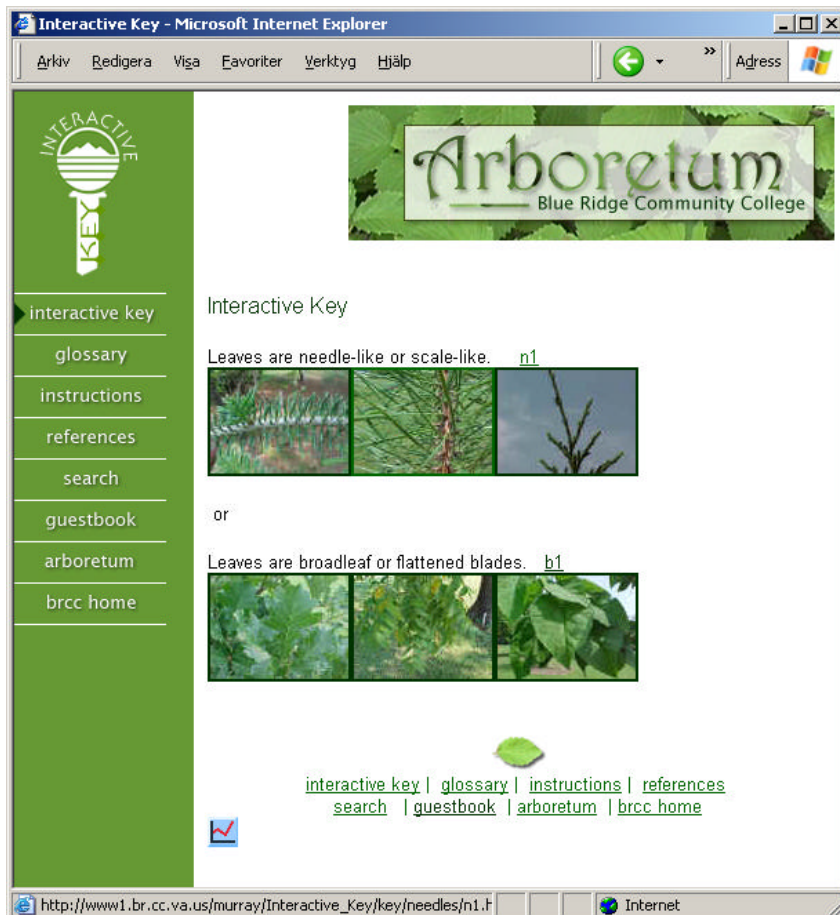 Interactive Key - Microsoft Internet Explorer
Arkiv Redigera Visa Favoriter Verktyg Hjälp » Adress
INTERACTIVE
KEY
Arboretum
Blue Ridge Community College
interactive key
glossary
instructions
references
search
guestbook
arboretum
brcc home
Interactive Key
Leaves are needle-like or scale-like. n1
or
Leaves are broadleaf or flattened blades. b1
interactive key | glossary | instructions | references
search | guestbook | arboretum | brcc home
http://www1.br.cc.va.us/murray/Interactive_Key/key/needles/n1.h Internet